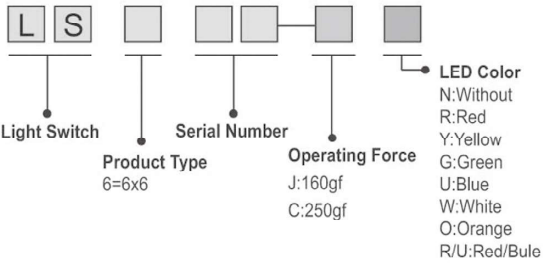 L S
Light Switch
Product Type
6=6x6
Serial Number
Operating Force
J:160gf
C:250gf
LED Color
N:Without
R:Red
Y:Yellow
G:Green
U:Blue
W:White
O:Orange
R/U:Red/Bule